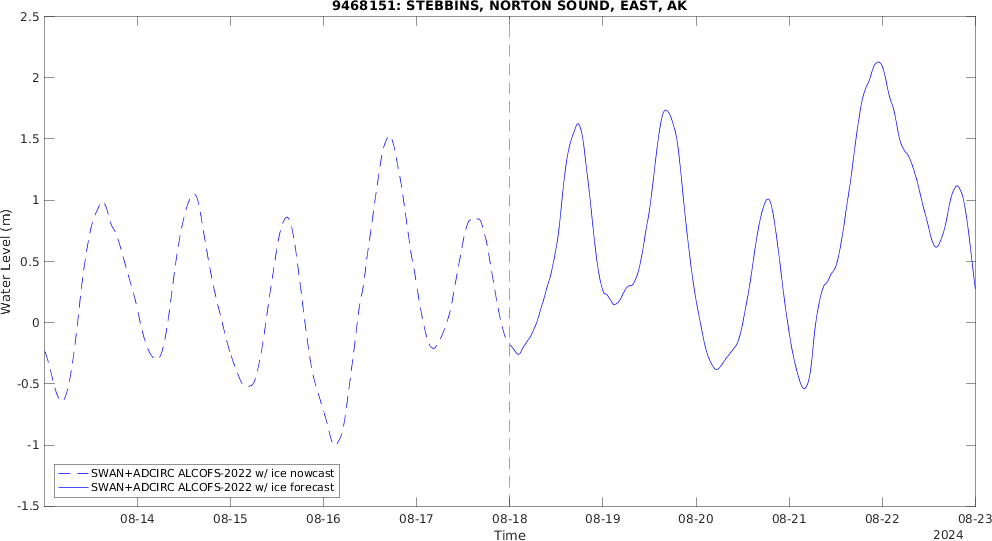 9468151: STEBBINS, NORTON SOUND, EAST, AK
2.5
2
1.5
1
0.5
0
-0.5
-1
-1.5
Water Level (m)
SWAN+ADCIRC ALCOFS-2022 w/ ice nowcast
SWAN+ADCIRC ALCOFS-2022 w/ ice forecast
08-14 08-15 08-16 08-17 08-18 08-19 08-20 08-21 08-22 08-23
Time
2024